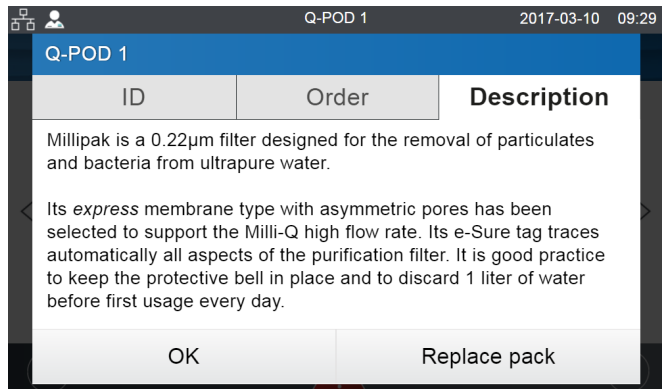 Q-POD 1 2017-03-10 09:29
Q-POD 1
ID Order Description
Millipak is a 0.22µm filter designed for the removal of particulates
and bacteria from ultrapure water.
Its express membrane type with asymmetric pores has been
selected to support the Milli-Q high flow rate. Its e-Sure tag traces
automatically all aspects of the purification filter. It is good practice
to keep the protective bell in place and to discard 1 liter of water
before first usage every day.
OK Replace pack